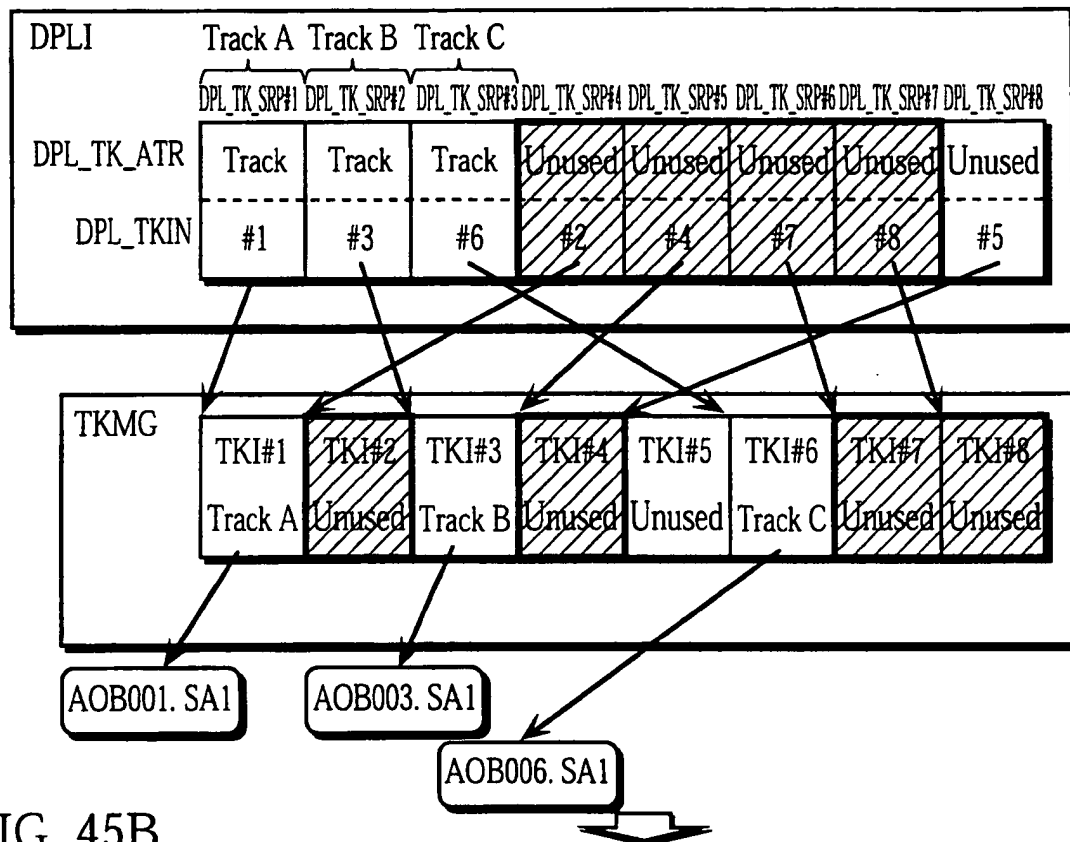 DPLI Track A Track B Track C
DPL_TK_SRP#1 DPL_TK_SRP#2 DPL_TK_SRP#3 DPL_TK_SRP#4 DPL_TK_SRP#5 DPL_TK_SRP#6 DPL_TK_SRP#7 DPL_TK_SRP#8
DPL_TK_ATR Track Track Track Unused Unused Unused Unused Unused
DPL_TKIN #1 #3 #6 #2 #4 #7 #8 #5
TKMG
TKI#1 TKI#2 TKI#3 TKI#4 TKI#5 TKI#6 TKI#7 TKI#8
Track A Unused Track B Unused Unused Track C Unused Unused
AOB001. SA1 AOB003. SA1
AOB006. SA1
IG. 45B